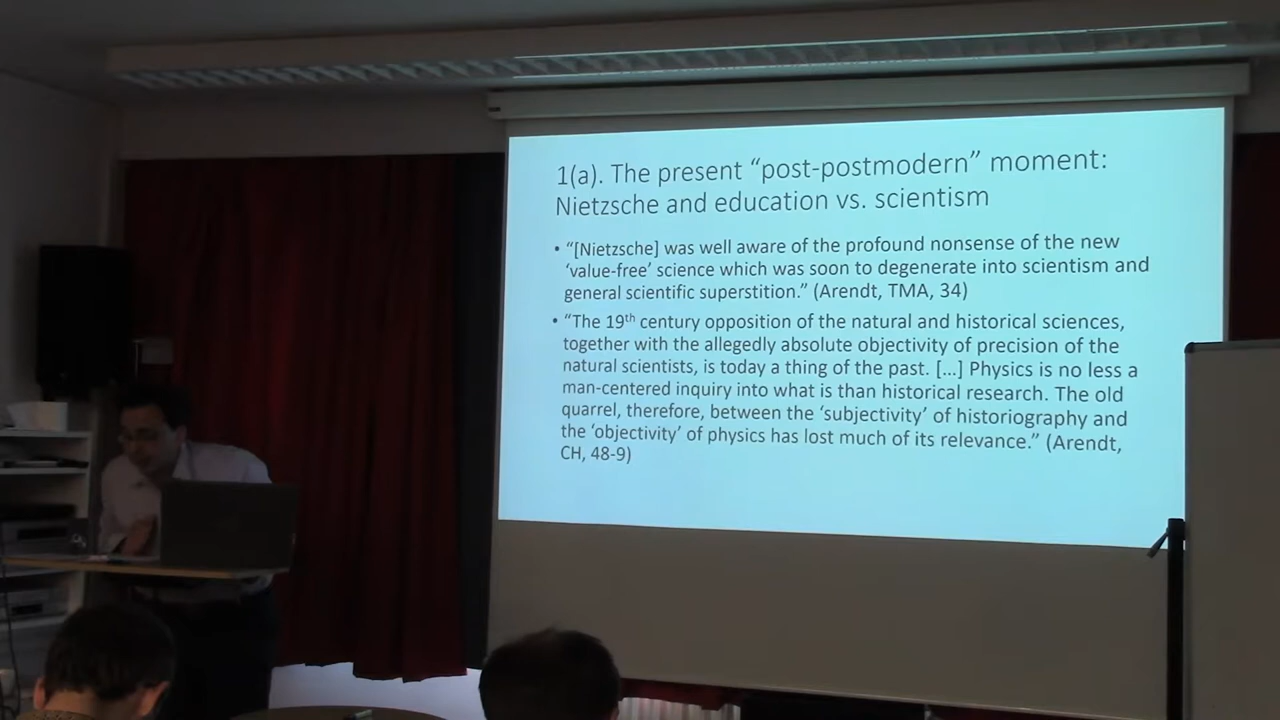 1(a). The present “post-postmodern” moment:
Nietzsche and education vs. scientism
• “[Nietzsche] was well aware of the profound nonsense of the new
‘value-free’ science which was soon to degenerate into scientism and
general scientific superstition.” (Arendt, TMA, 34)
• “The 19th century opposition of the natural and historical sciences,
together with the allegedly absolute objectivity of precision of the
natural scientists, is today a thing of the past. [...] Physics is no less a
man-centered inquiry into what is than historical research. The old
quarrel, therefore, between the ‘subjectivity’ of historiography and
the ‘objectivity’ of physics has lost much of its relevance.” (Arendt,
CH, 48-9)